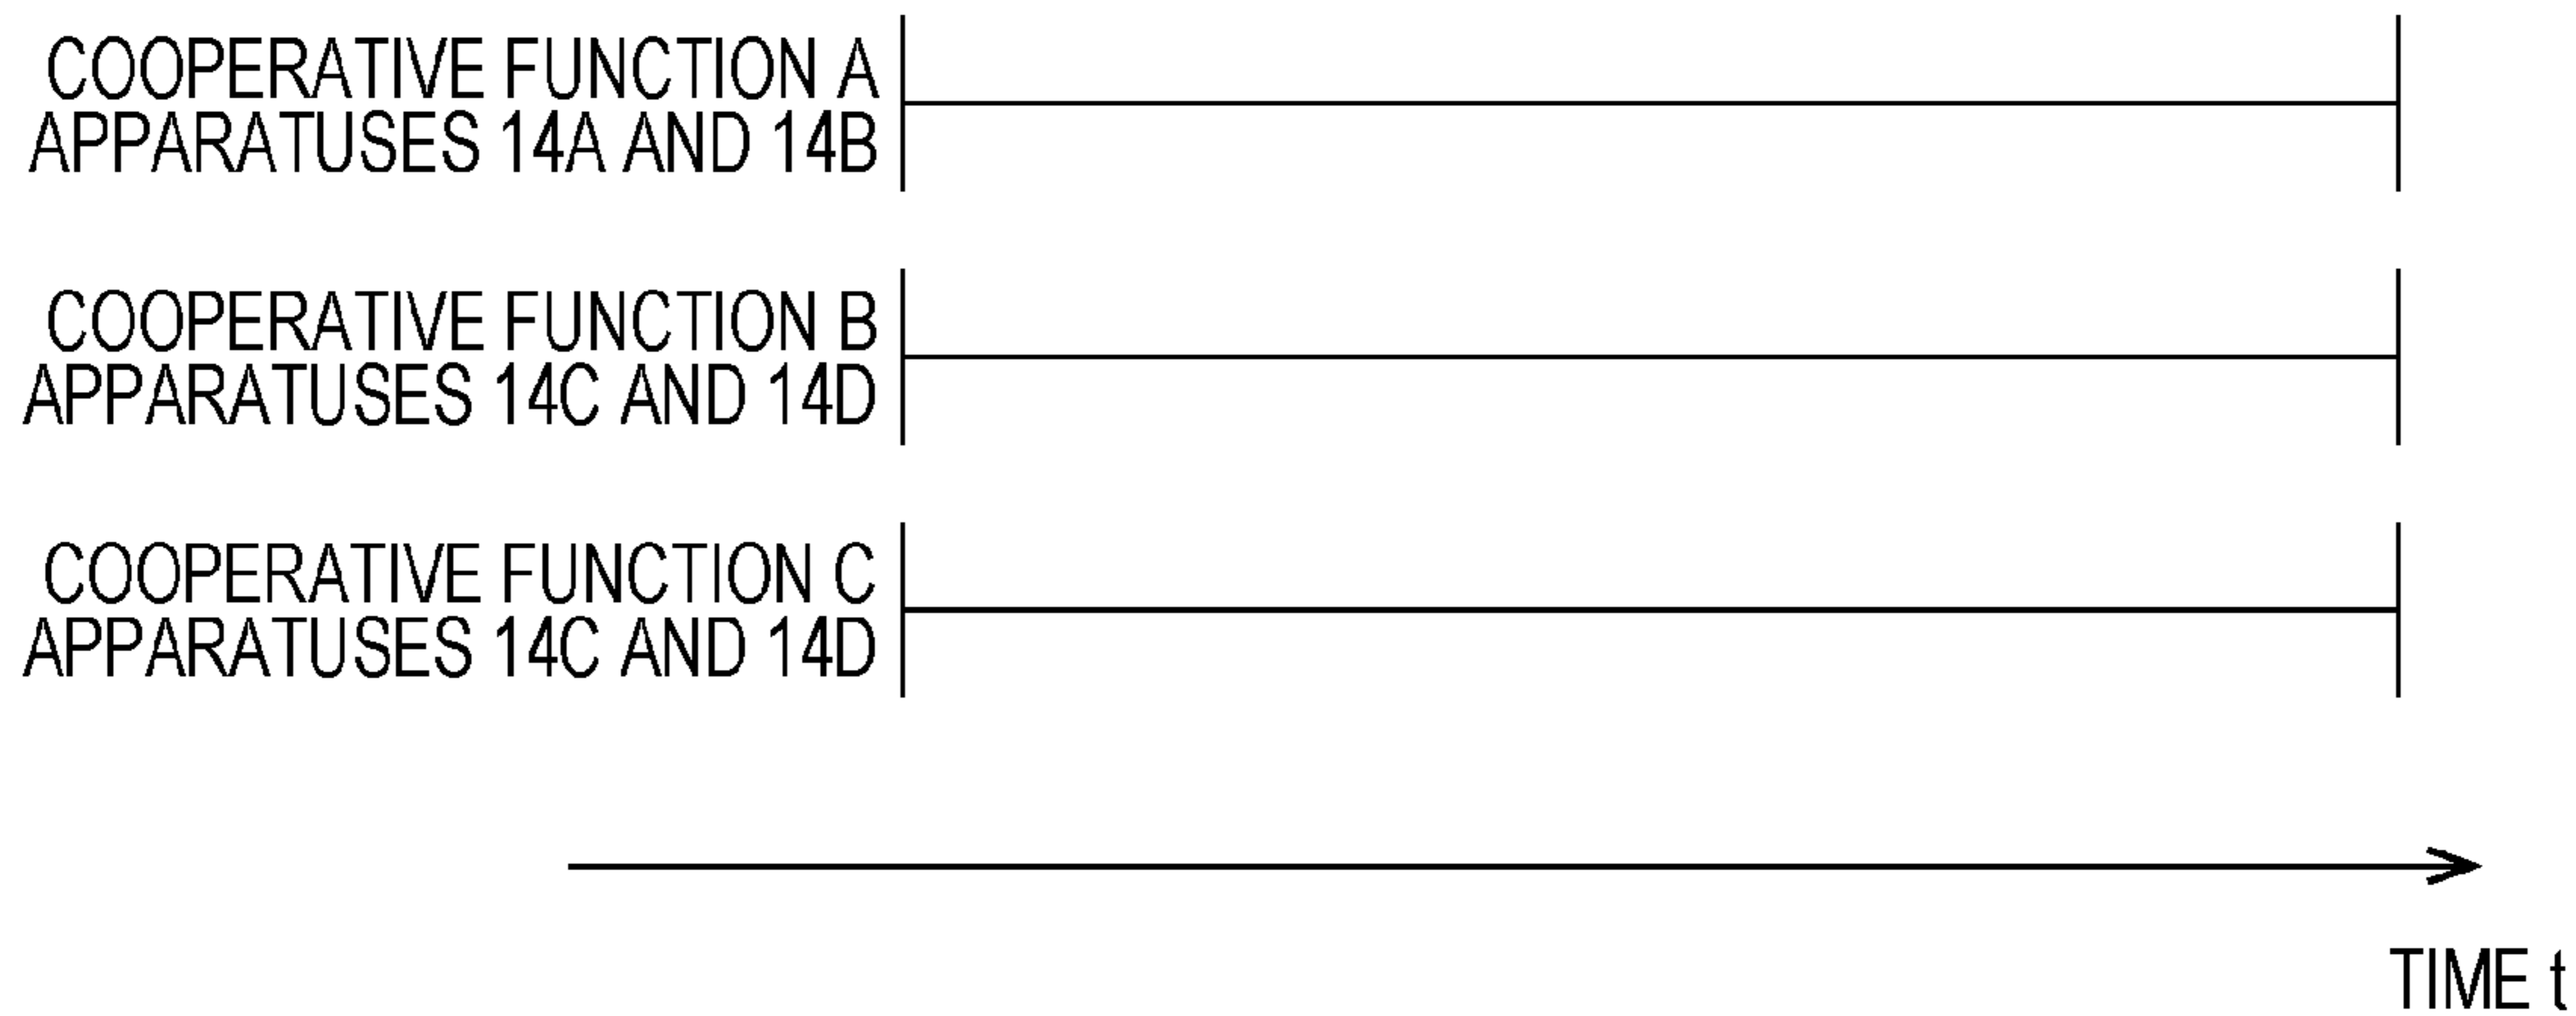 COOPERATIVE FUNCTION A
APPARATUSES 14A AND 14B
COOPERATIVE FUNCTION B
APPARATUSES 14C AND 14D
COOPERATIVE FUNCTION C
APPARATUSES 14C AND 14D
TIME t